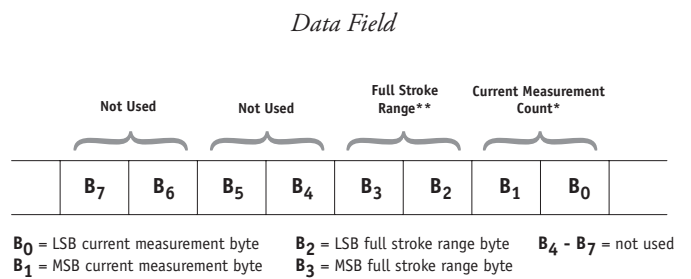 Data Field
Full Stroke Current Measurement
Not Used Not Used Range** Count*
B7 B6 B5 B4 B3 B2 B1 B0
B0 = LSB current measurement byte B2 = LSB full stroke range byte B4 - B7 = not used
B1 = MSB current measurement byte B3 = MSB full stroke range byte